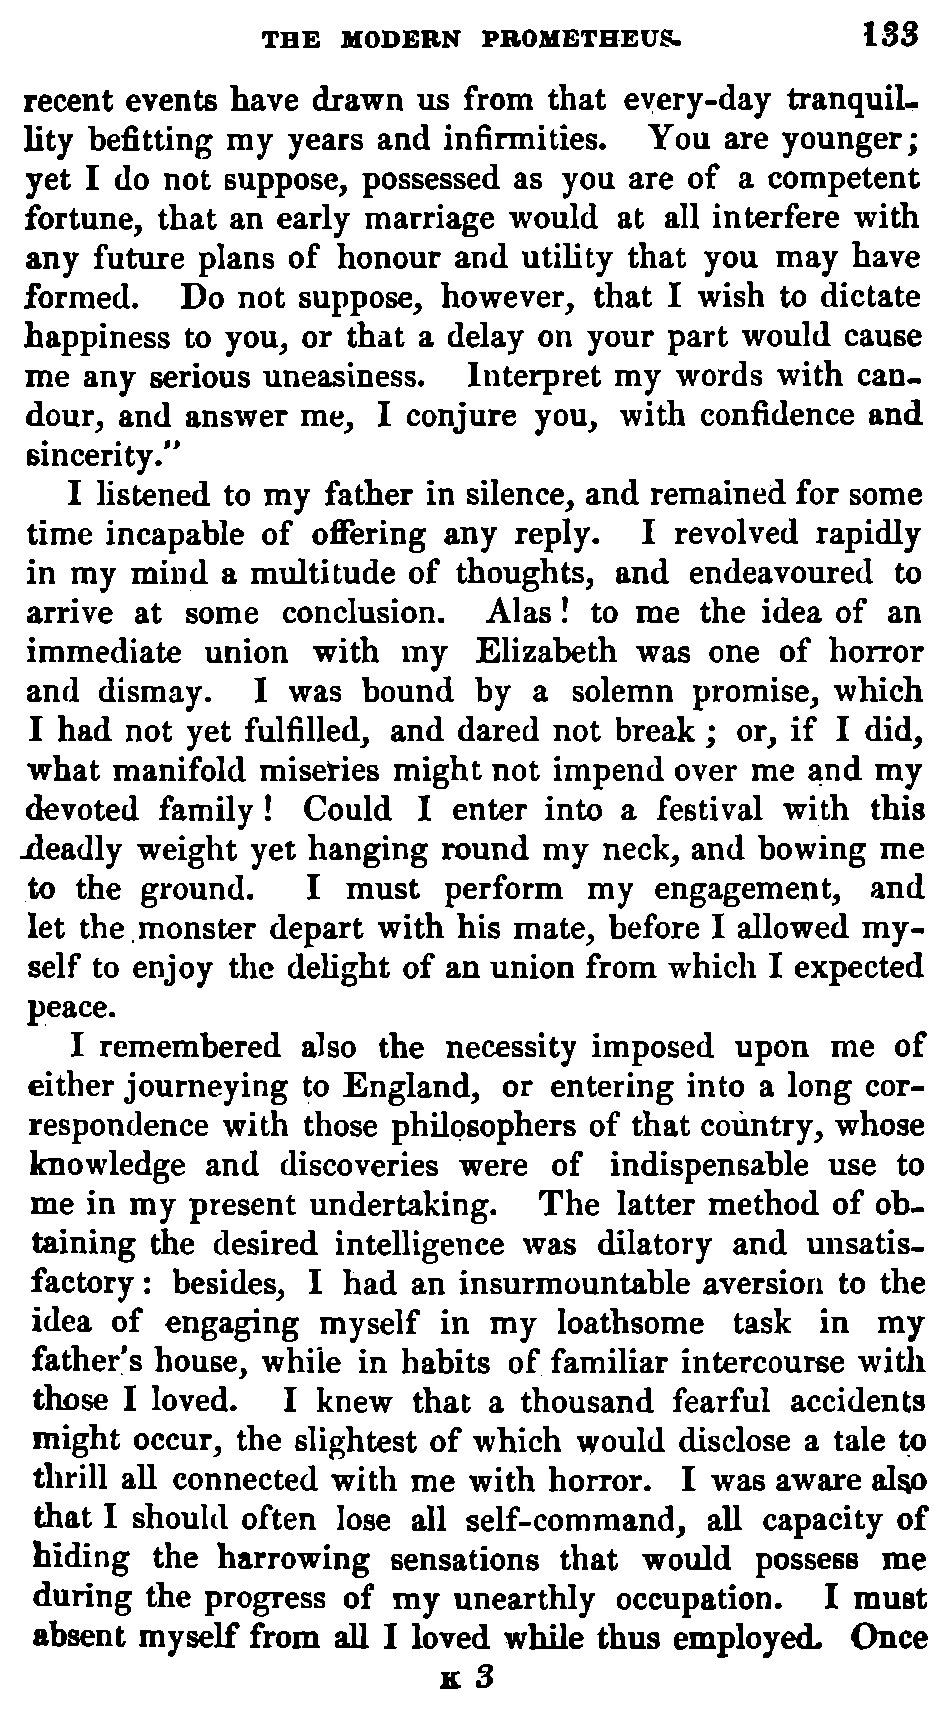 THE MODERN PROMETHEUS. 133
recent events have drawn us from that every-day tranquil-
lity befitting my years and infirmities. You are younger;
yet I do not suppose, possessed as you are of a competent
fortune, that an early marriage would at all interfere with
any future plans of honour and utility that you may have
formed. Do not suppose, however, that I wish to dictate
happiness to you, or that a delay on your part would cause
me any serious uneasiness. Interpret my words with can-
dour, and answer me, I conjure you, with confidence and
sincerity."
I listened to my father in silence, and remained for some
time incapable of offering any reply. I revolved rapidly
in my mind a multitude of thoughts, and endeavoured to
arrive at some conclusion. Alas! to me the idea of an
immediate union with my Elizabeth was one of horror
and dismay. I was bound by a solemn promise, which
I had not yet fulfilled, and dared not break; or, if I did,
what manifold miseries might not impend over me and my
devoted family! Could I enter into a festival with this
deadly weight yet hanging round my neck, and bowing me
to the ground. I must perform my engagement, and
let the monster depart with his mate, before I allowed my-
self to enjoy the delight of an union from which I expected
peace.
I remembered also the necessity imposed upon me of
either journeying to England, or entering into a long cor-
respondence with those philosophers of that country, whose
knowledge and discoveries were of indispensable use to
me in my present undertaking. The latter method of ob-
taining the desired intelligence was dilatory and unsatis-
factory: besides, I had an insurmountable aversion to the
idea of engaging myself in my loathsome task in my
father's house, while in habits of familiar intercourse with
those I loved. I knew that a thousand fearful accidents
might occur, the slightest of which would disclose a tale to
thrill all connected with me with horror. I was aware also
that I should often lose all self-command, all capacity of
hiding the harrowing sensations that would possess me
during the progress of my unearthly occupation. I must
absent myself from all I loved while thus employed. Once
K 3